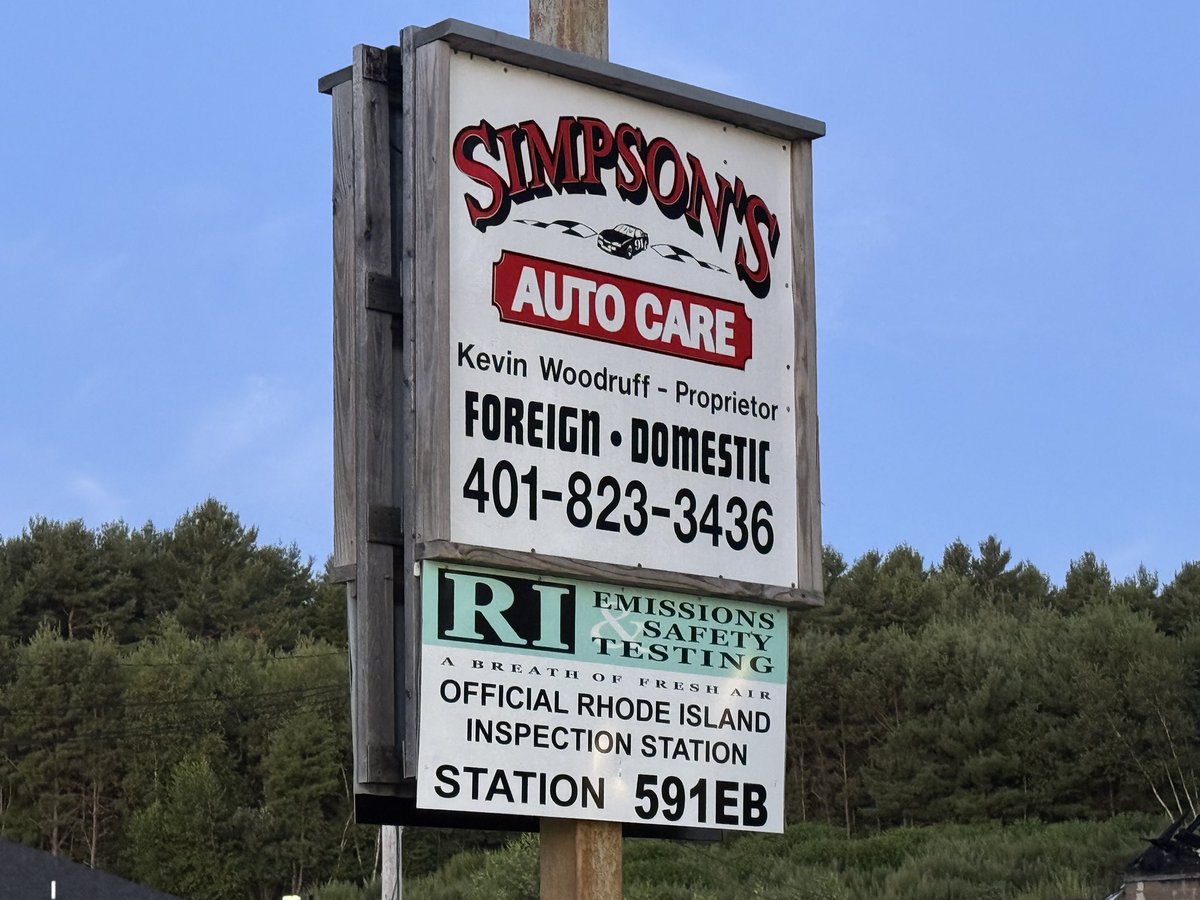 SIMPSON'S
AUTO CARE
Kevin Woodruff - Proprietor
FOREIGN • DOMESTIC
401-823-3436
RI EMISSIONS
& SAFETY
TESTING
A BREATH OF FRESH AIR
OFFICIAL RHODE ISLAND
INSPECTION STATION
STATION 591EB